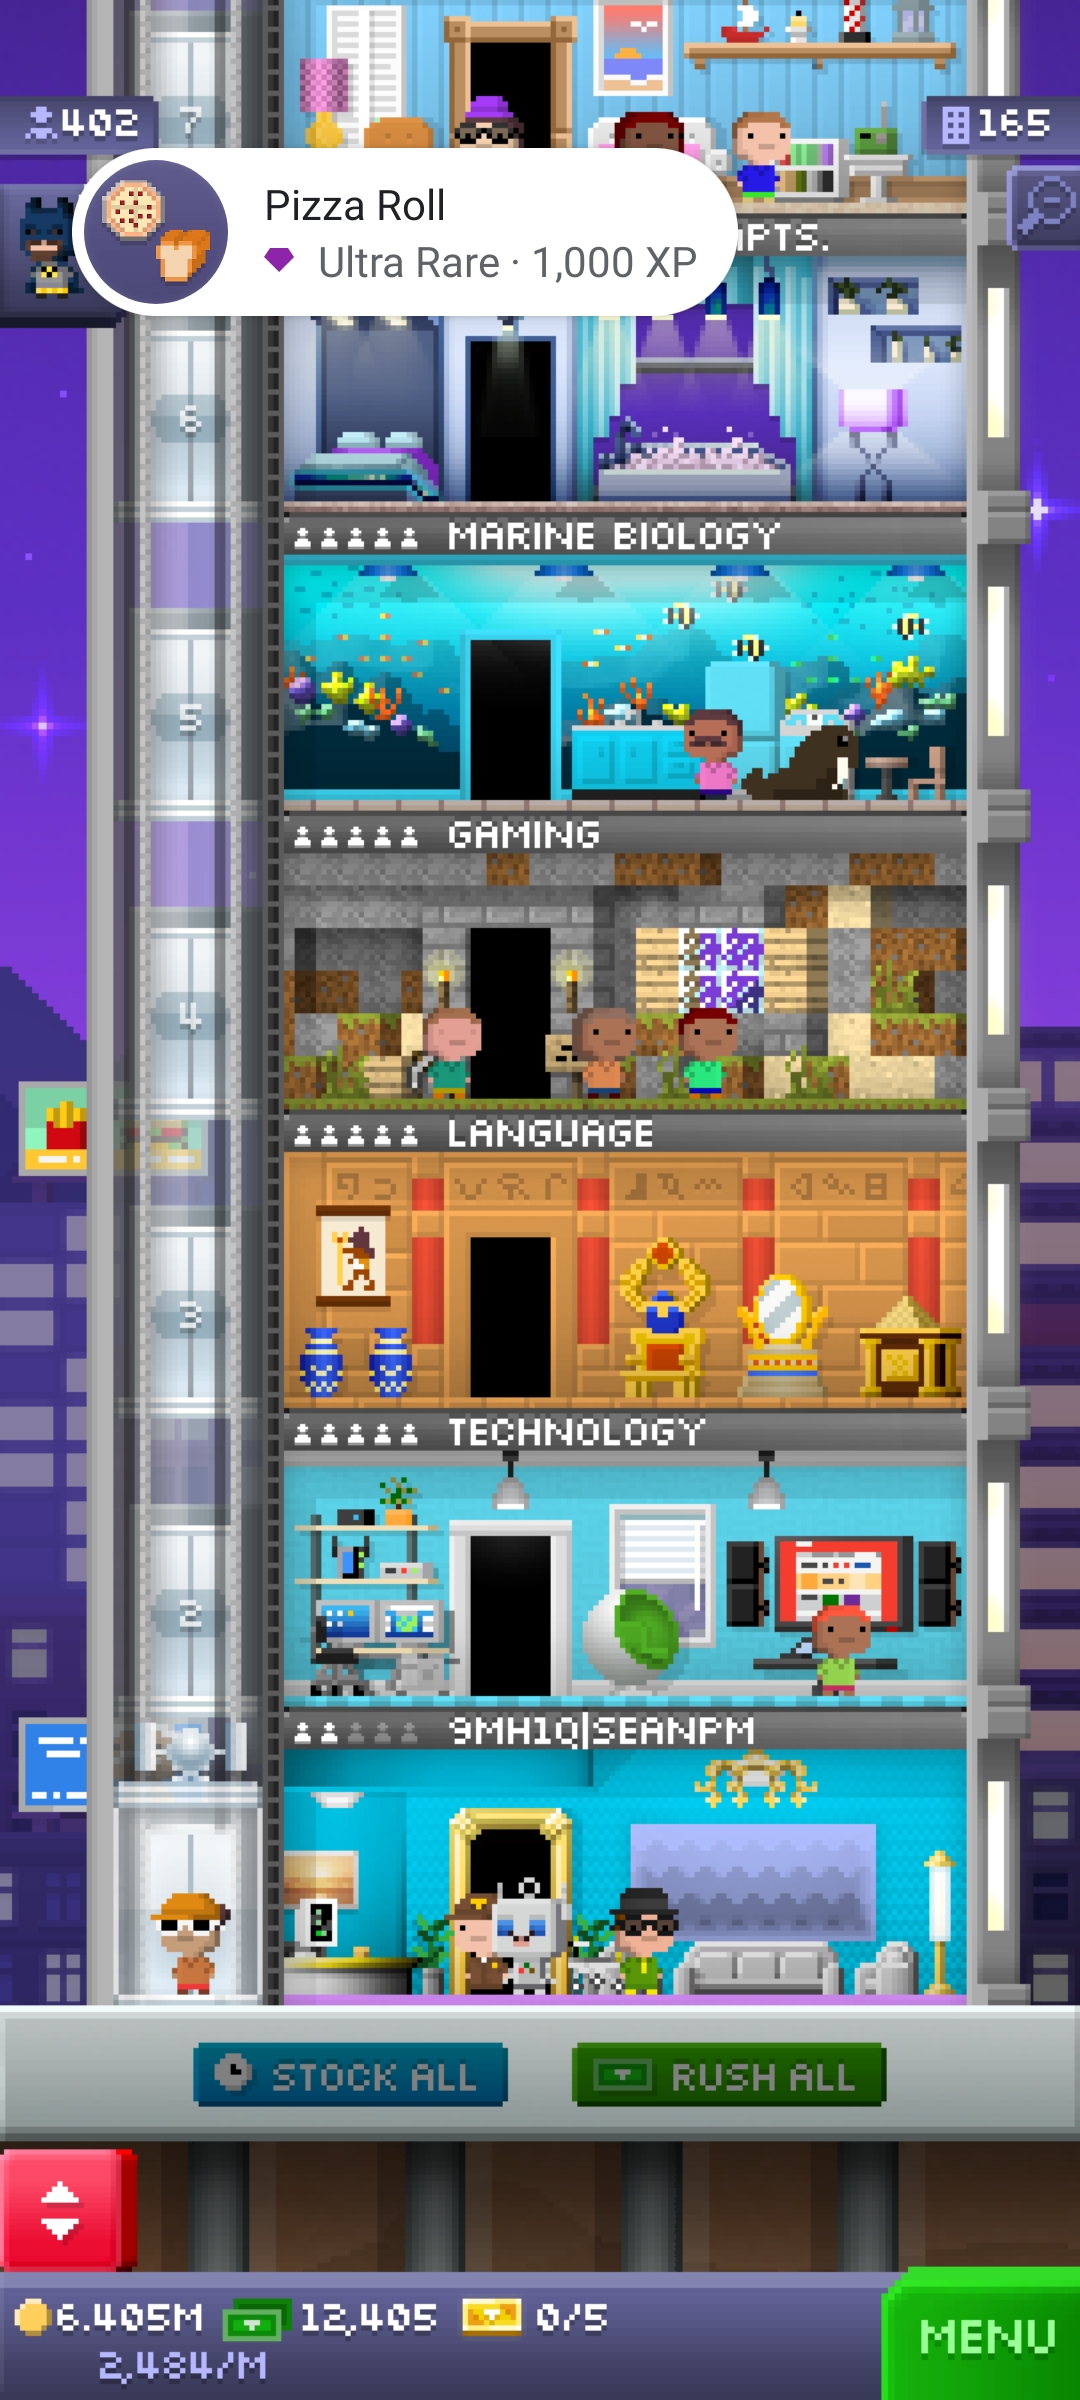 402
7
165
Pizza Roll
Ultra Rare · 1,000 XP
PTS.
6
MARINE BIOLOGY
5
GAMING
4
LANGUAGE
3
TECHNOLOGY
2
9MH1Q|SEANPM
STOCK ALL
RUSH ALL
6.405M
12,405
0/5
MENU
2,484/M